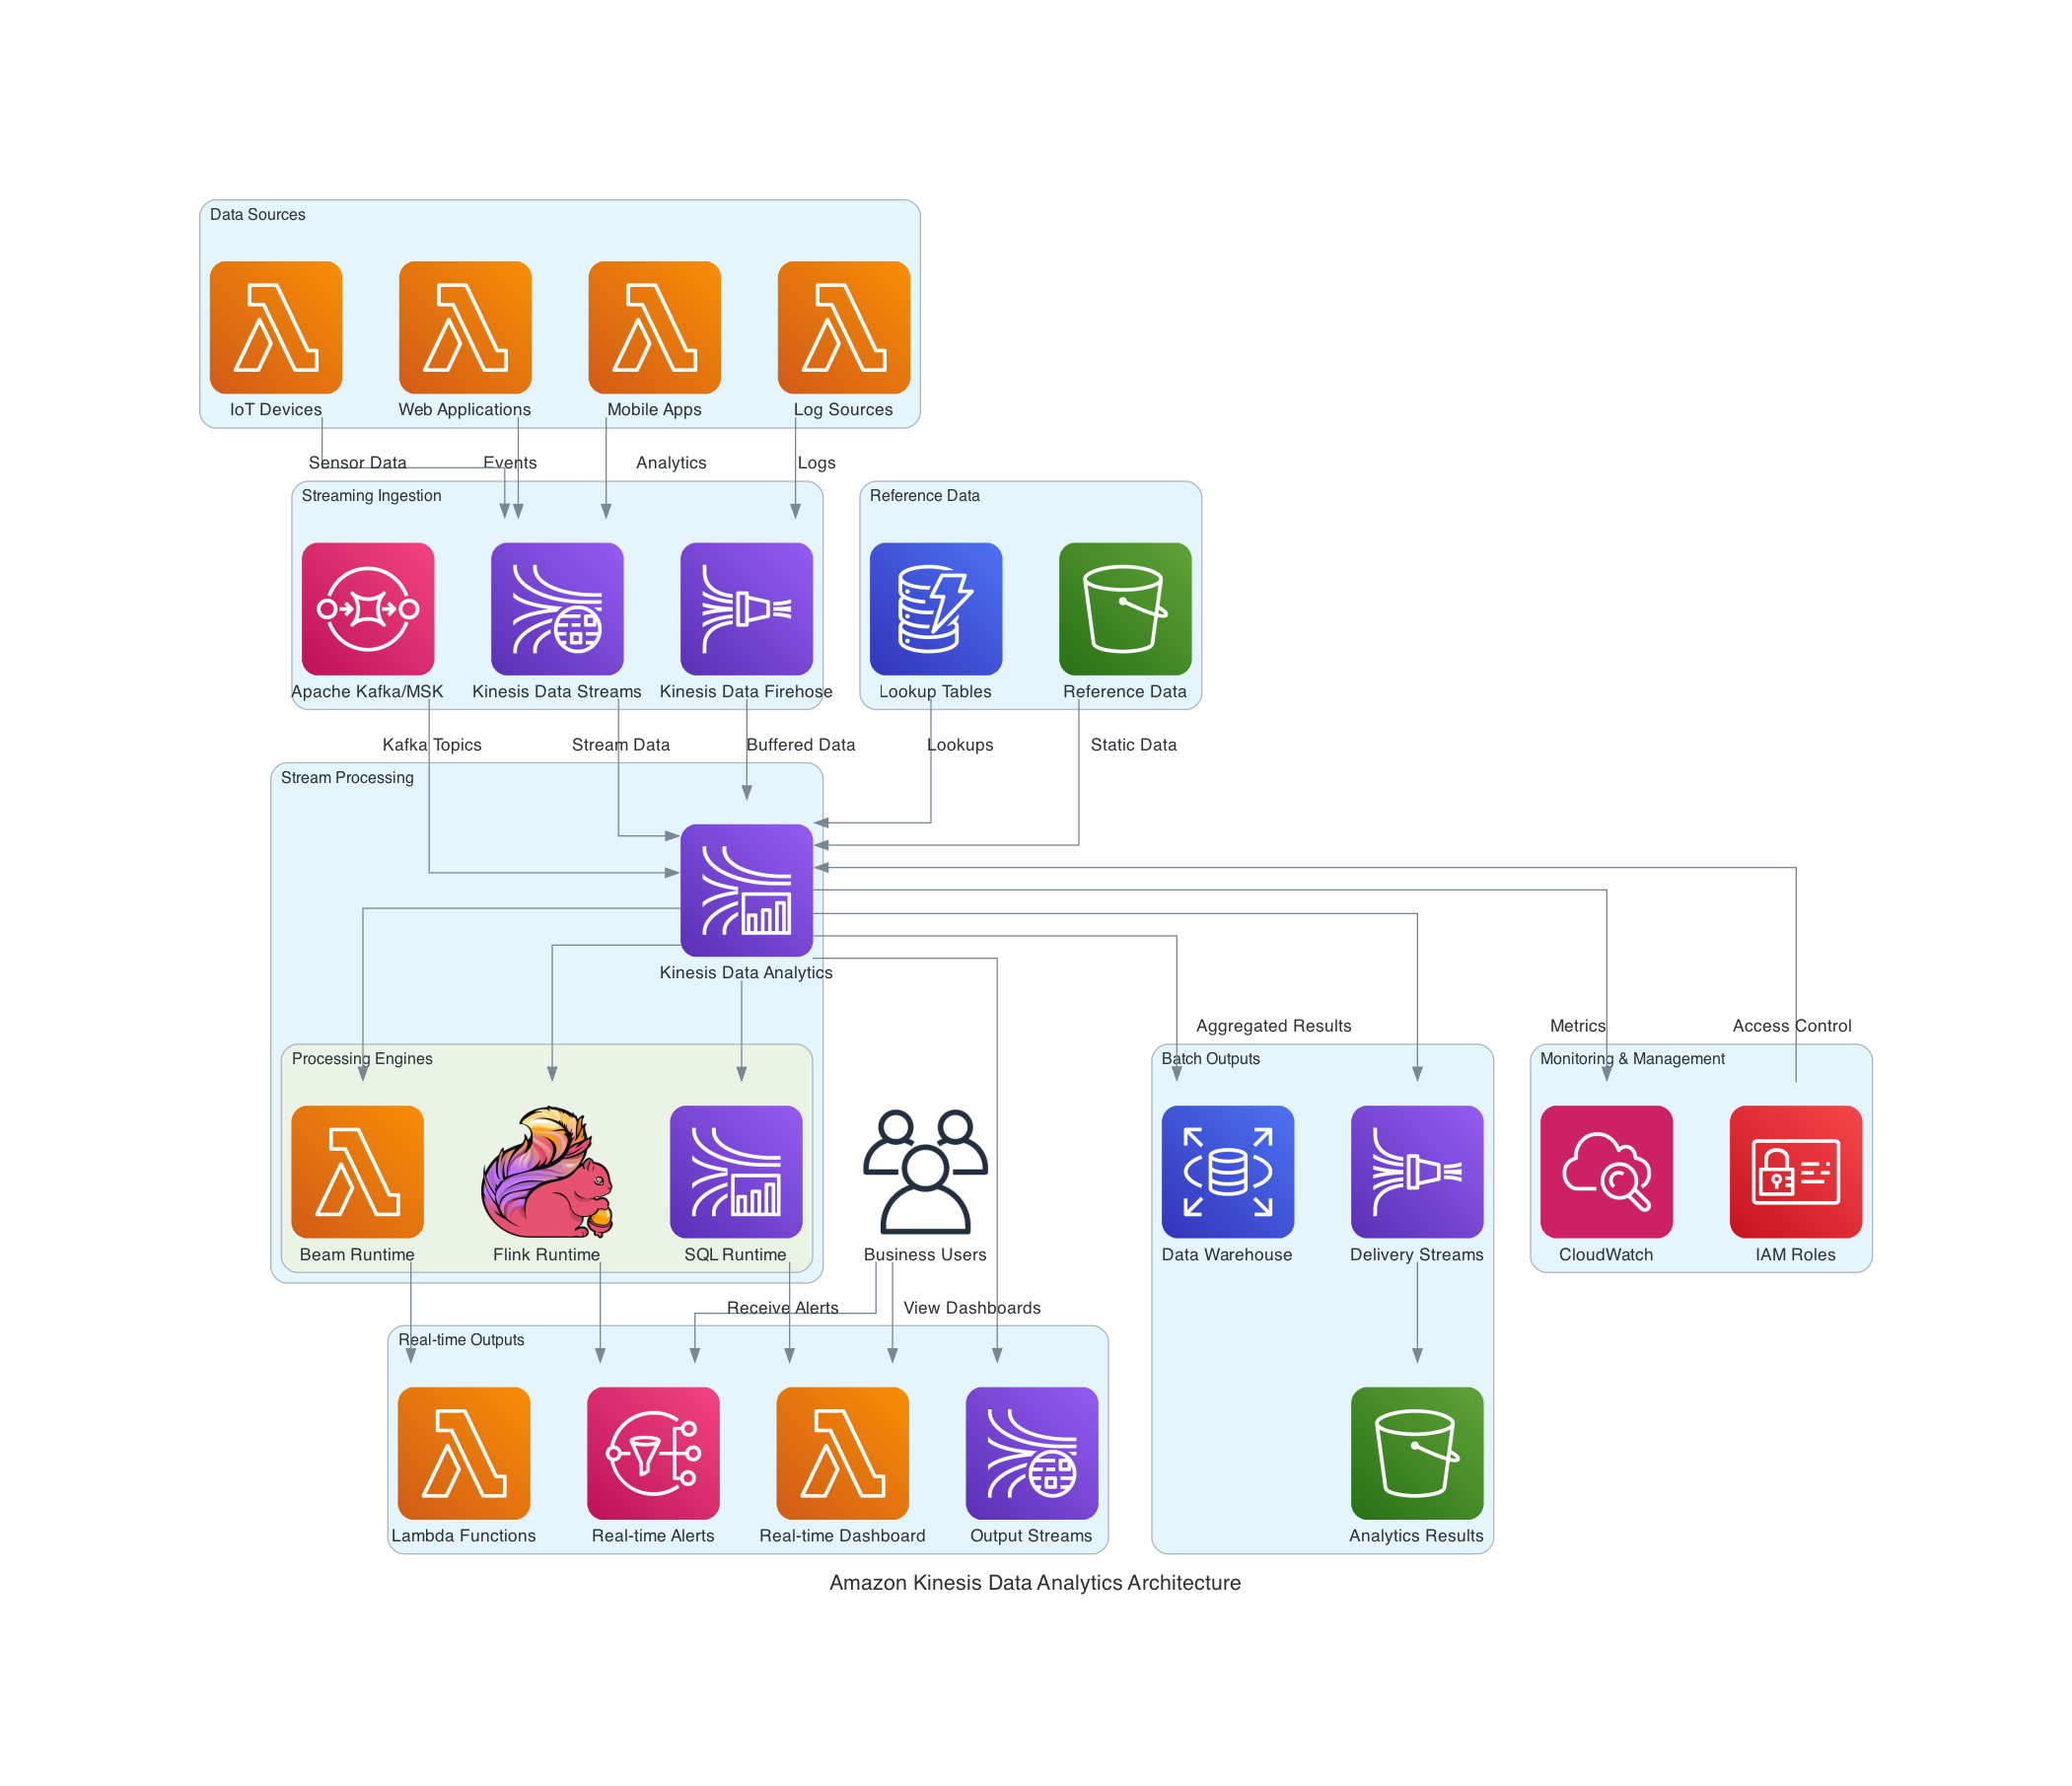 Data Sources
IoT Devices
Web Applications
Mobile Apps
Log Sources
Sensor Data
Events
Analytics
Logs
Streaming Ingestion
Reference Data
Apache Kafka/MSK
Kinesis Data Streams
Kinesis Data Firehose
Lookup Tables
Reference Data
Kafka Topics
Stream Data
Buffered Data
Lookups
Static Data
Stream Processing
Kinesis Data Analytics
Aggregated Results
Metrics
Access Control
Processing Engines
Batch Outputs
Monitoring & Management
Beam Runtime
Flink Runtime
SQL Runtime
Business Users
Data Warehouse
Delivery Streams
CloudWatch
IAM Roles
Receive Alerts
View Dashboards
Real-time Outputs
Lambda Functions
Real-time Alerts
Real-time Dashboard
Output Streams
Analytics Results
Amazon Kinesis Data Analytics Architecture